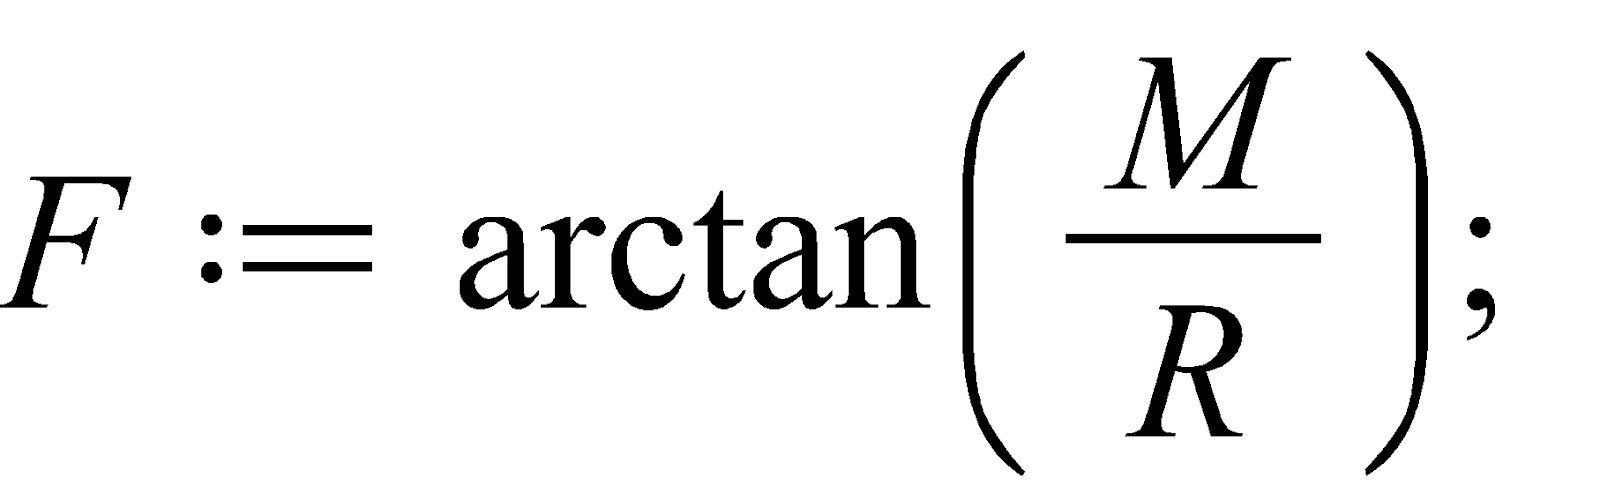 F := arctan(M/R);